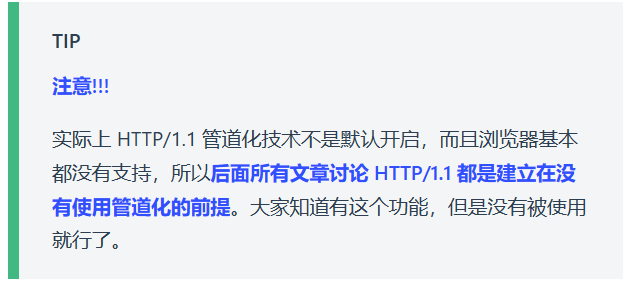 TIP
注意!!!
实际上 HTTP/1.1 管道化技术不是默认开启，而且浏览器基本
都没有支持，所以后面所有文章讨论 HTTP/1.1 都是建立在没
有使用管道化的前提。大家知道有这个功能，但是没有被使用
就行了。